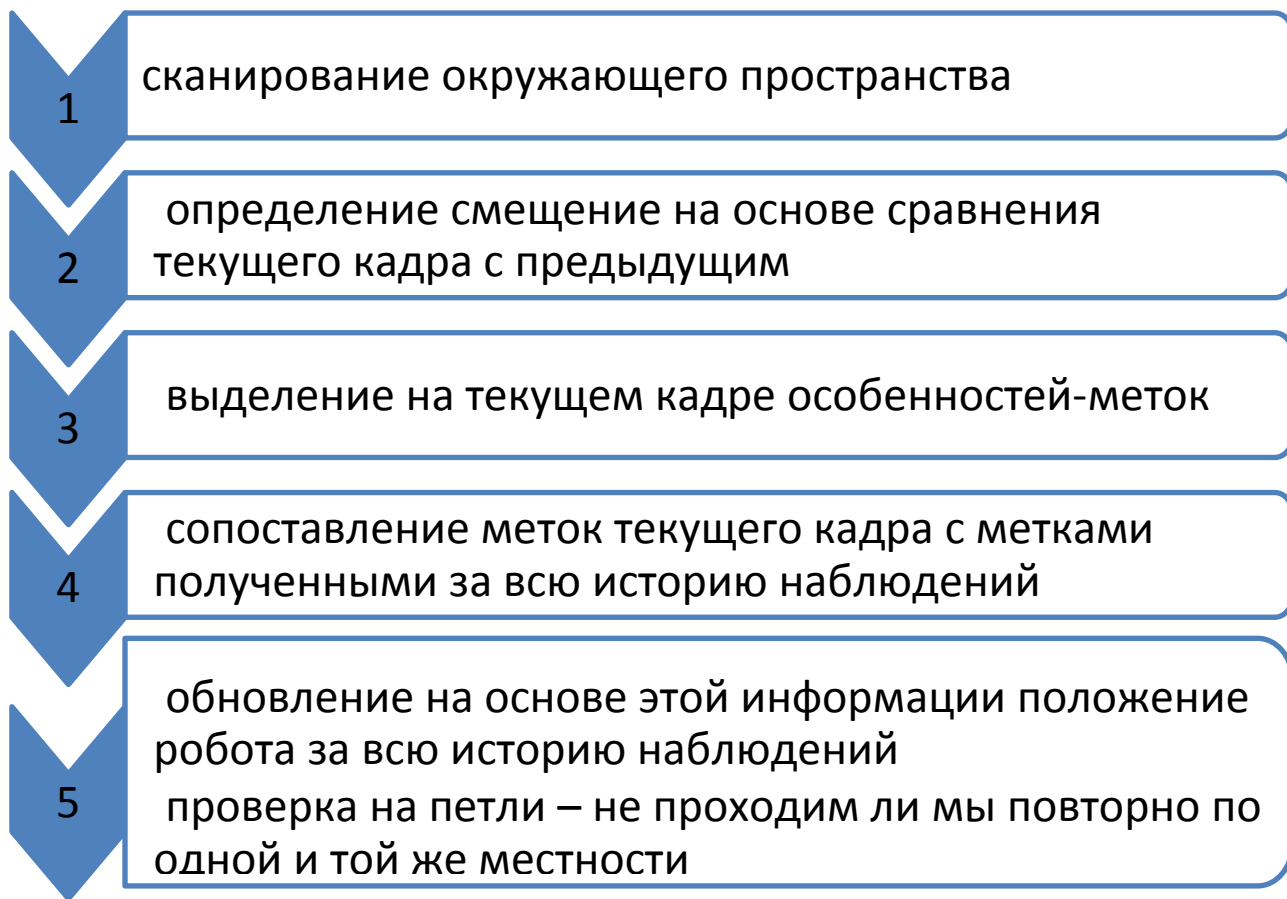 1
сканирование окружающего пространства
2
определение смещение на основе сравнения
текущего кадра с предыдущим
3
выделение на текущем кадре особенностей-меток
4
сопоставление меток текущего кадра с метками
полученными за всю историю наблюдений
5
обновление на основе этой информации положение
робота за всю историю наблюдений
проверка на петли – не проходим ли мы повторно по
одной и той же местности